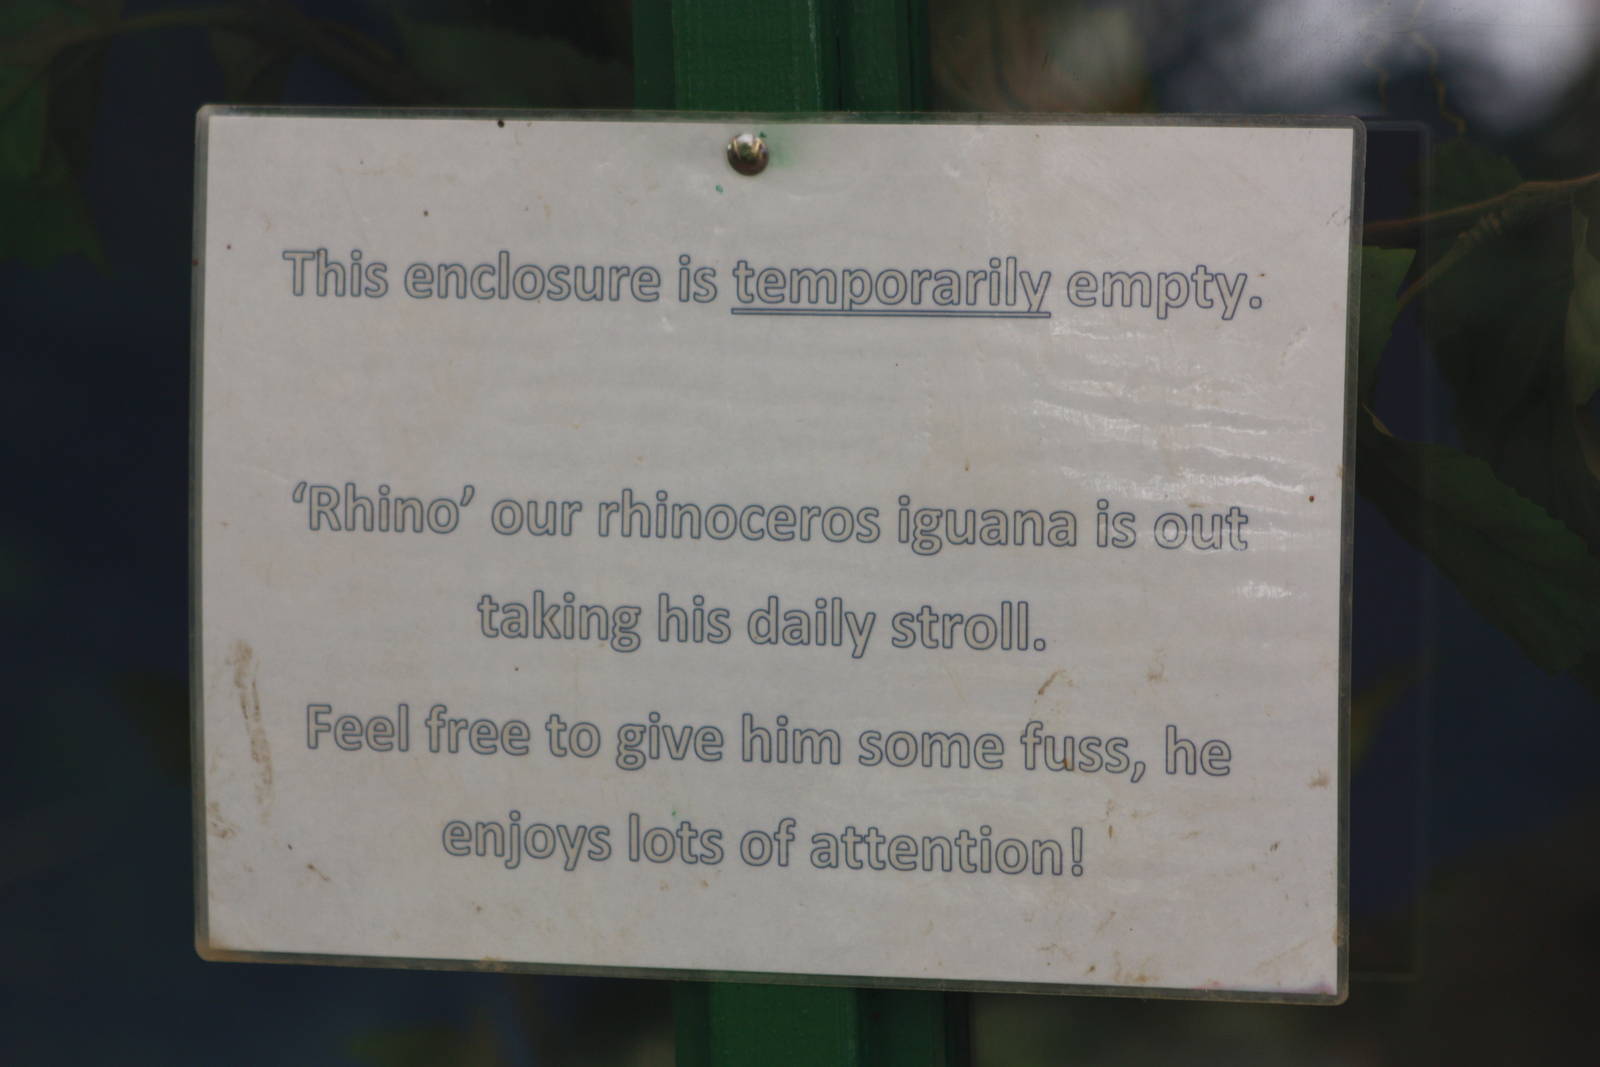 This enclosure is temporarily empty.
‘Rhino’ our rhinoceros iguana is out
taking his daily stroll.
Feel free to give him some fuss, he
enjoys lots of attention!